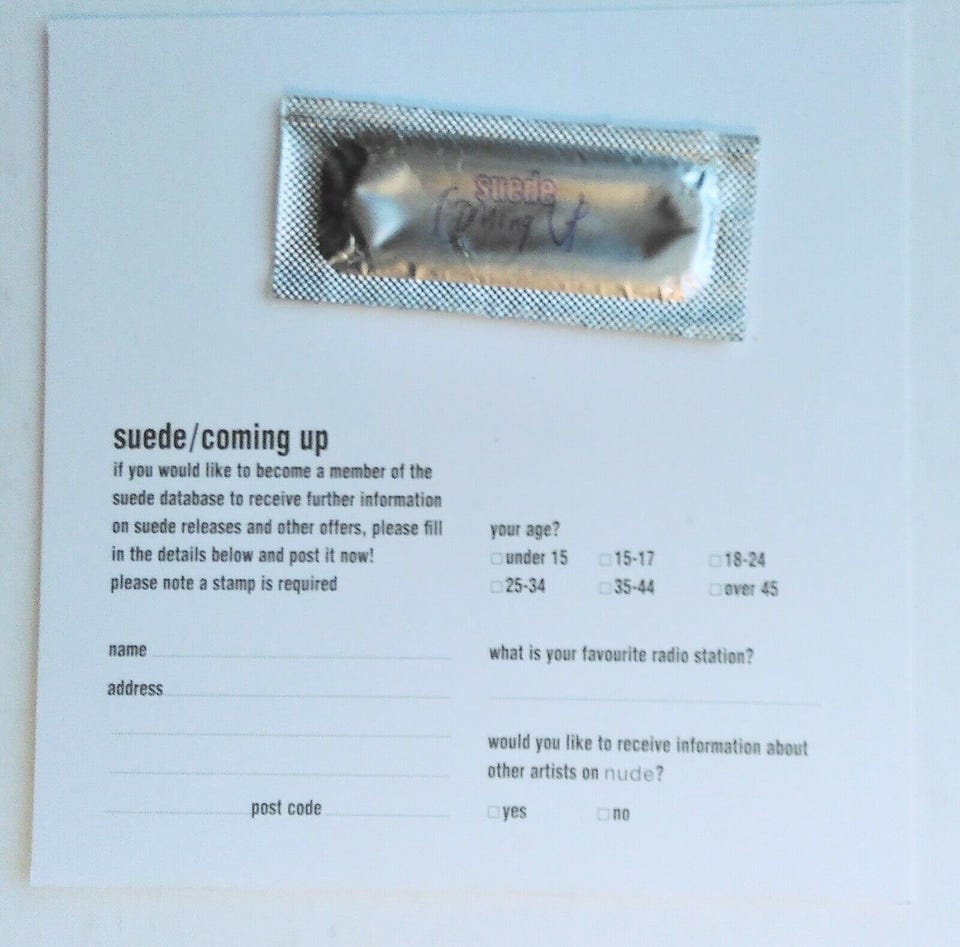 suede
Coming Up
suede/coming up
if you would like to become a member of the
suede database to receive further information
on suede releases and other offers, please fill
in the details below and post it now!
please note a stamp is required
name
address
post code
your age?
under 15 15-17 18-24
25-34 35-44 over 45
what is your favourite radio station?
would you like to receive information about
other artists on nude?
yes no